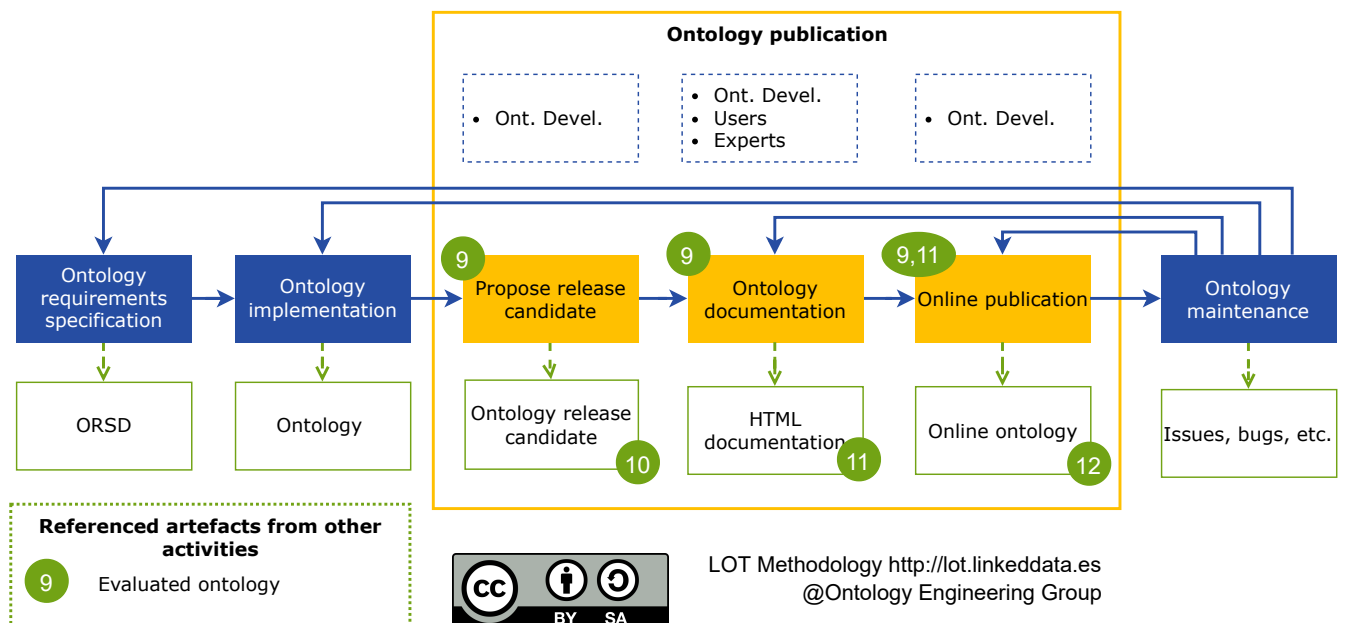 Ontology publication
• Ont. Devel.
• Ont. Devel.
• Users
• Experts
• Ont. Devel.
9
9
9,11
Ontology
requirements
specification
Ontology
implementation
Propose release
candidate
Ontology
documentation
Online publication
Ontology
maintenance
ORSD
Ontology
Ontology release
candidate
10
HTML
documentation
11
Online ontology
12
Issues, bugs, etc.
Referenced artefacts from other
activities
9 Evaluated ontology
cc
BY SA
LOT Methodology http://lot.linkeddata.es
@Ontology Engineering Group